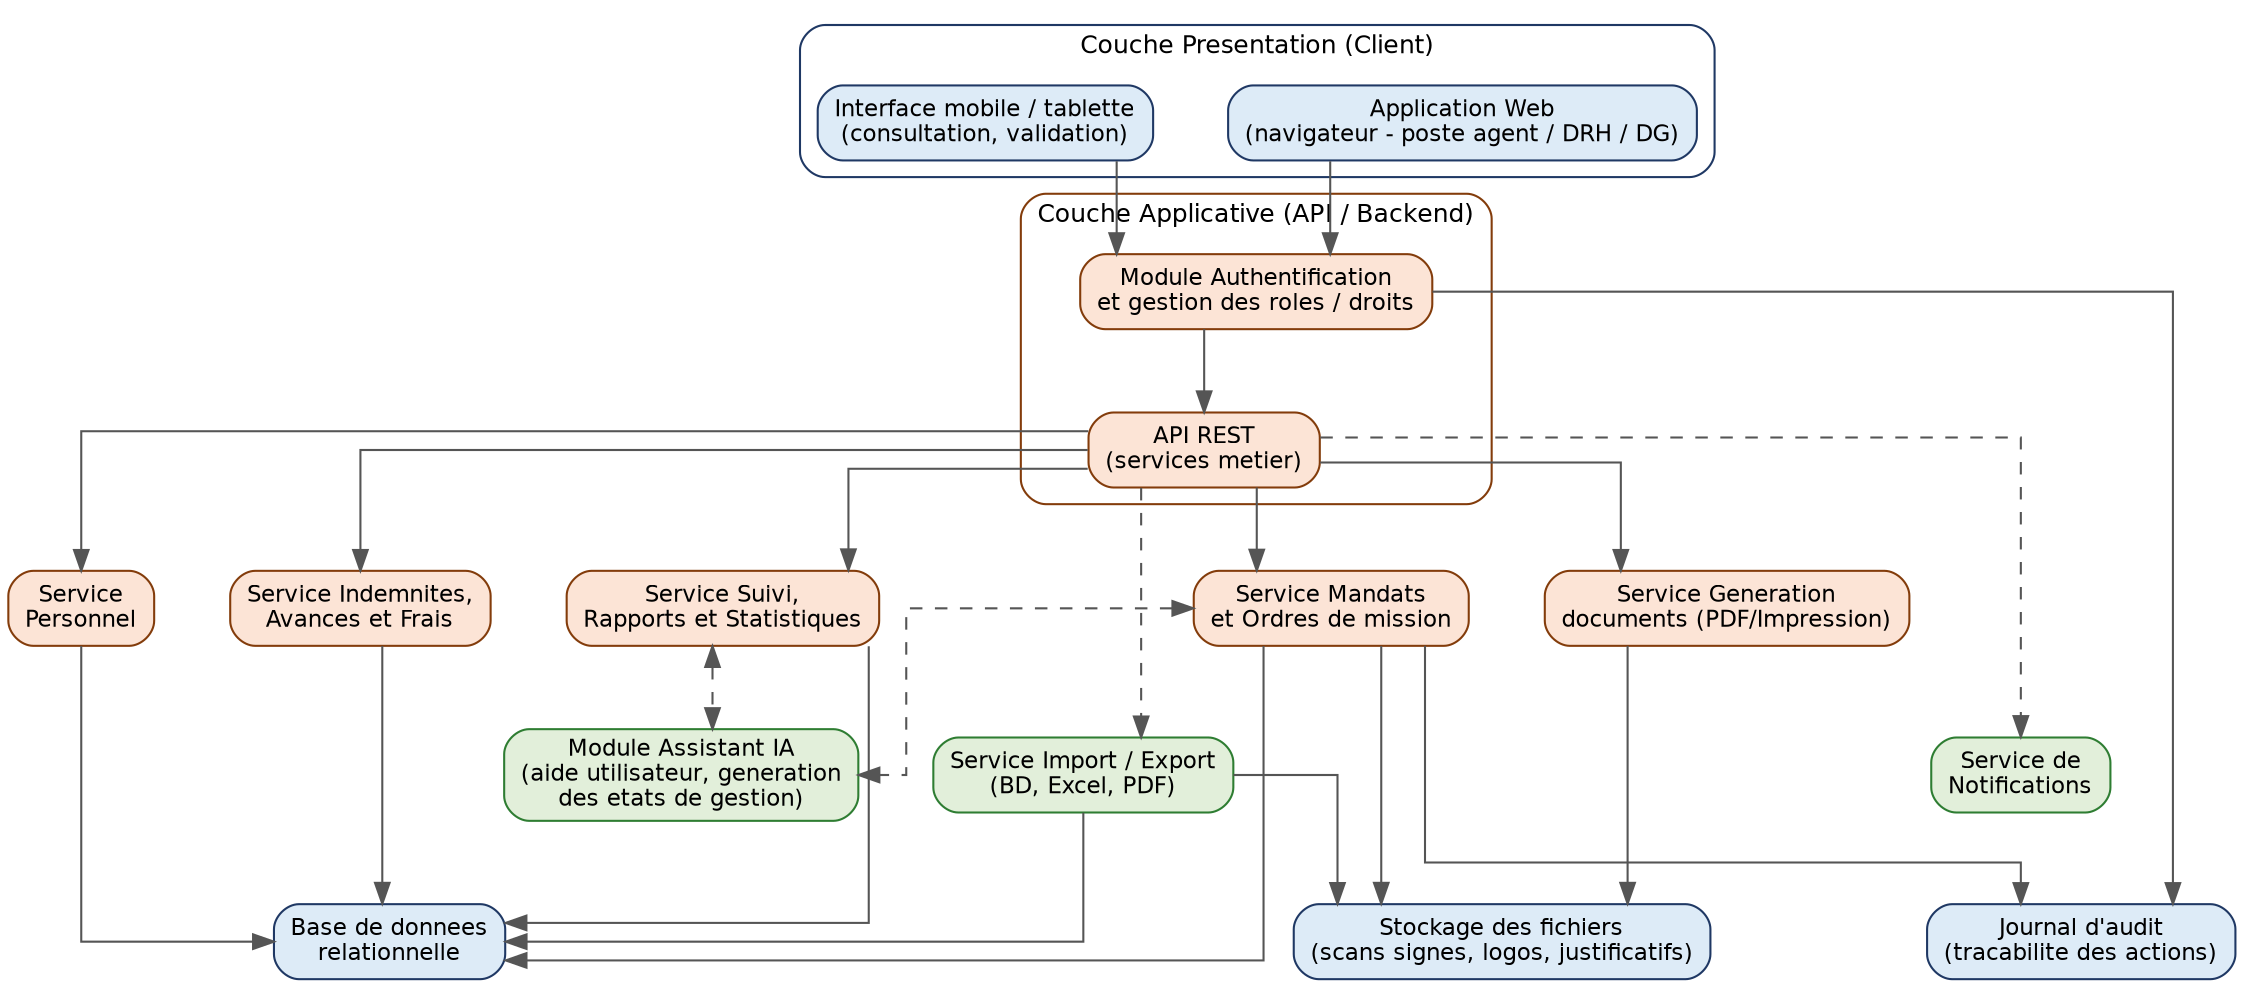 Couche Presentation (Client)
Interface mobile / tablette
(consultation, validation)
Application Web
(navigateur - poste agent / DRH / DG)
Couche Applicative (API / Backend)
Module Authentification
et gestion des roles / droits
API REST
(services metier)
Service
Personnel
Service Indemnites,
Avances et Frais
Service Suivi,
Rapports et Statistiques
Service Mandats
et Ordres de mission
Service Generation
documents (PDF/Impression)
Module Assistant IA
(aide utilisateur, generation
des etats de gestion)
Service Import / Export
(BD, Excel, PDF)
Service de
Notifications
Base de donnees
relationnelle
Stockage des fichiers
(scans signes, logos, justificatifs)
Journal d'audit
(tracabilite des actions)